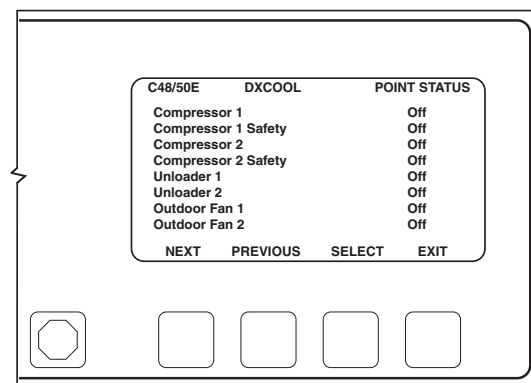 C48/50E DXCOOL POINT STATUS
Compressor 1 Off
Compressor 1 Safety Off
Compressor 2 Off
Compressor 2 Safety Off
Unloader 1 Off
Unloader 2 Off
Outdoor Fan 1 Off
Outdoor Fan 2 Off
NEXT PREVIOUS SELECT EXIT